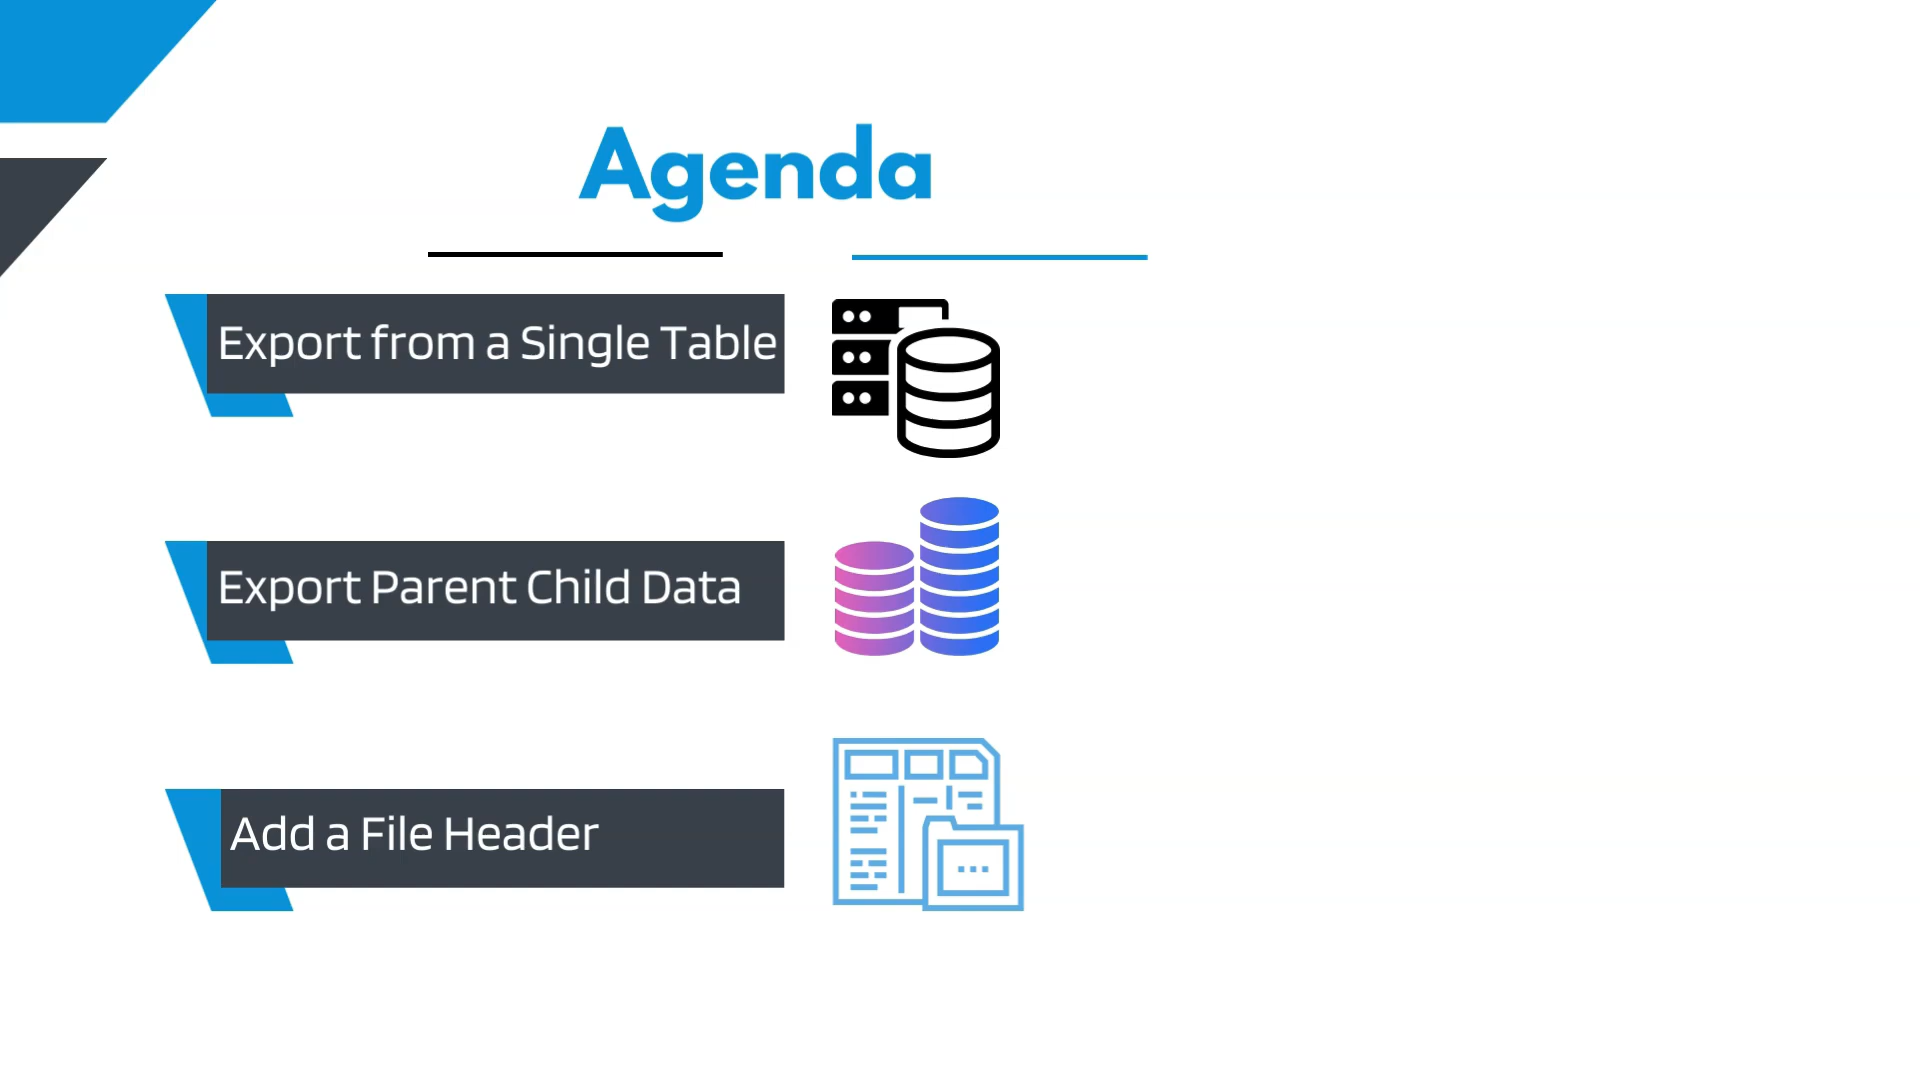 Agenda
Export from a Single Table
Export Parent Child Data
Add a File Header